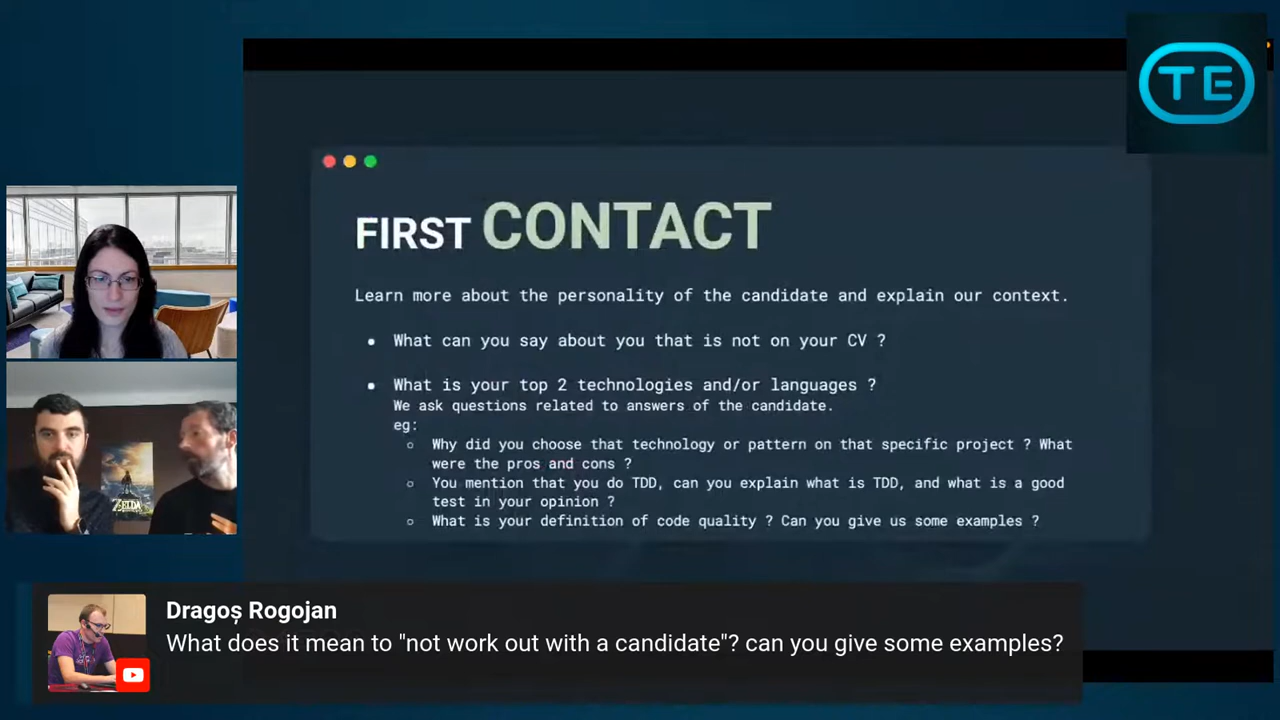 TE
FIRST CONTACT
Learn more about the personality of the candidate and explain our context.
• What can you say about you that is not on your CV ?
• What is your top 2 technologies and/or languages ?
We ask questions related to answers of the candidate.
eg:
○ Why did you choose that technology or pattern on that specific project ? What
were the pros and cons ?
○ You mention that you do TDD, can you explain what is TDD, and what is a good
test in your opinion ?
○ What is your definition of code quality ? Can you give us some examples ?
ZELDA
Dragoș Rogojan
What does it mean to "not work out with a candidate"? can you give some examples?